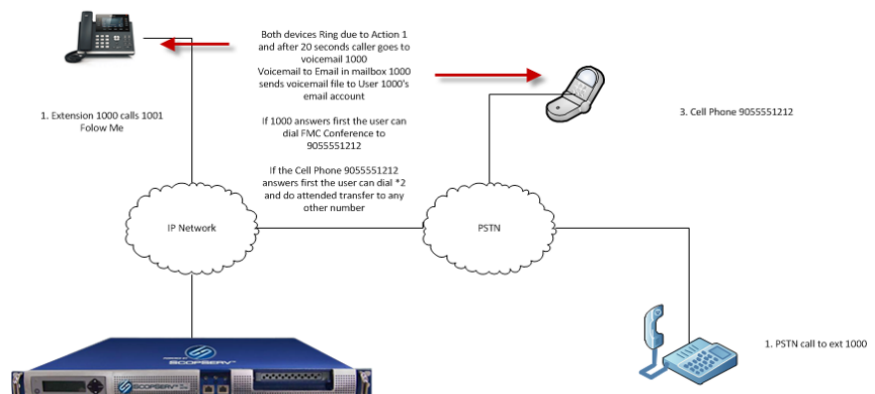 Both devices Ring due to Action 1
and after 20 seconds caller goes to
voicemail 1000
Voicemail to Email in mailbox 1000
sends voicemail file to User 1000's
email account
If 1000 answers first the user can
dial FMC Conference to
9055551212
If the Cell Phone 9055551212
answers first the user can dial *2
and do attended transfer to any
other number
1. Extension 1000 calls 1001
Folow Me
3. Cell Phone 9055551212
IP Network
PSTN
1. PSTN call to ext 1000
SCOPSERV
SCOPSERV